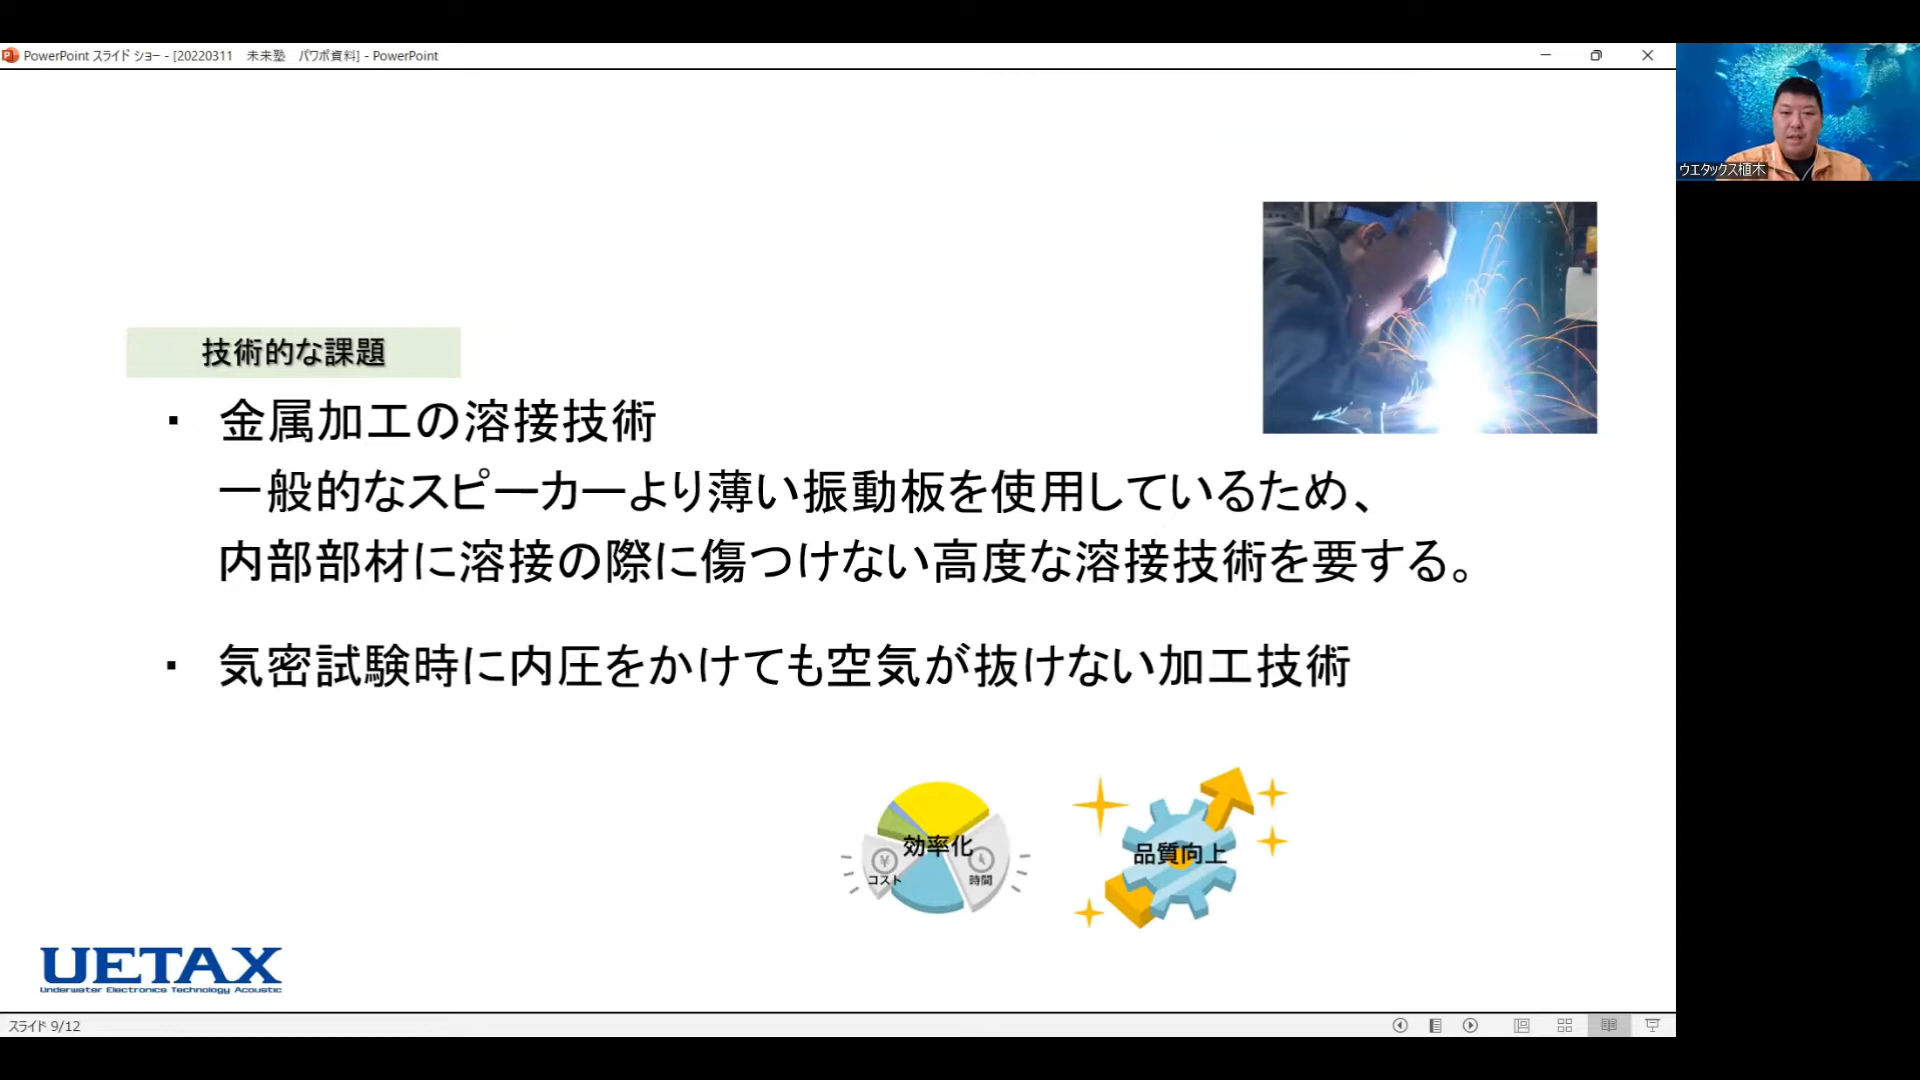 PowerPoint スライド ショー - [20220311　未来塾　パワポ資料] - PowerPoint
ウエタックス植木
技術的な課題
・ 金属加工の溶接技術
一般的なスピーカーより薄い振動板を使用しているため、
内部部材に溶接の際に傷つけない高度な溶接技術を要する。
・ 気密試験時に内圧をかけても空気が抜けない加工技術
効率化
¥
コスト
時間
品質向上
UETAX
Underwater Electronics Technology Acoustic
スライド 9/12